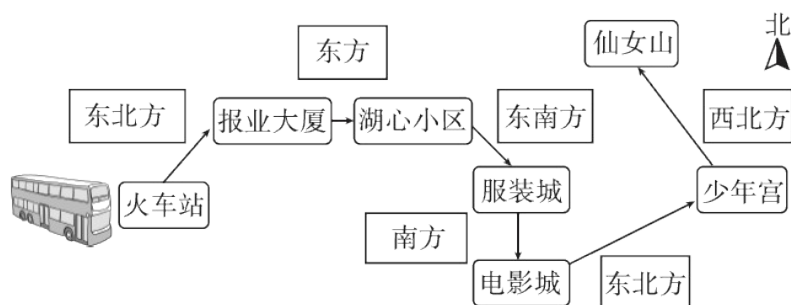 东方
仙女山
北
东北方
报业大厦
湖心小区
东南方
西北方
火车站
服装城
少年宫
南方
电影城
东北方